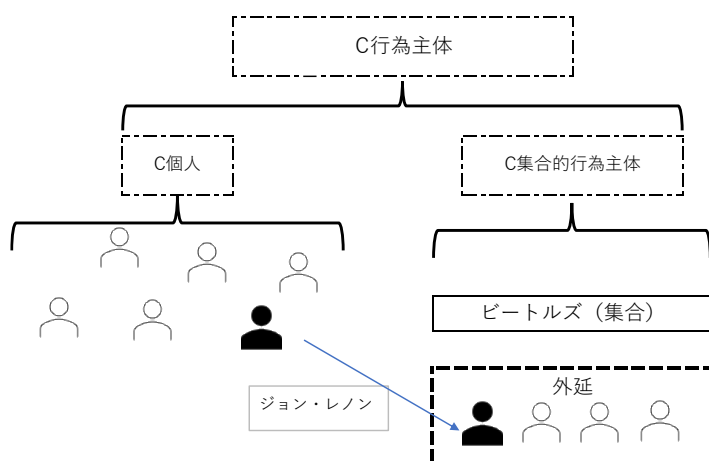 C行為主体
C個人
C集合的行為主体
ビートルズ（集合）
外延
ジョン・レノン